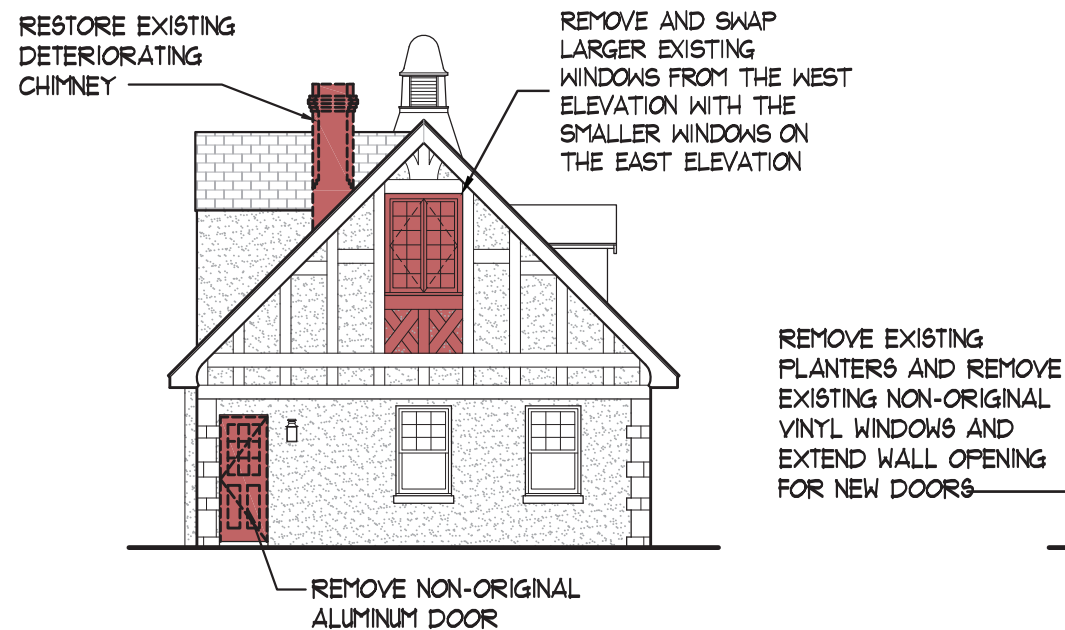 RESTORE EXISTING
DETERIORATING
CHIMNEY
REMOVE AND SWAP
LARGER EXISTING
WINDOWS FROM THE WEST
ELEVATION WITH THE
SMALLER WINDOWS ON
THE EAST ELEVATION
REMOVE EXISTING
PLANTERS AND REMOVE
EXISTING NON-ORIGINAL
VINYL WINDOWS AND
EXTEND WALL OPENING
FOR NEW DOORS
REMOVE NON-ORIGINAL
ALUMINUM DOOR